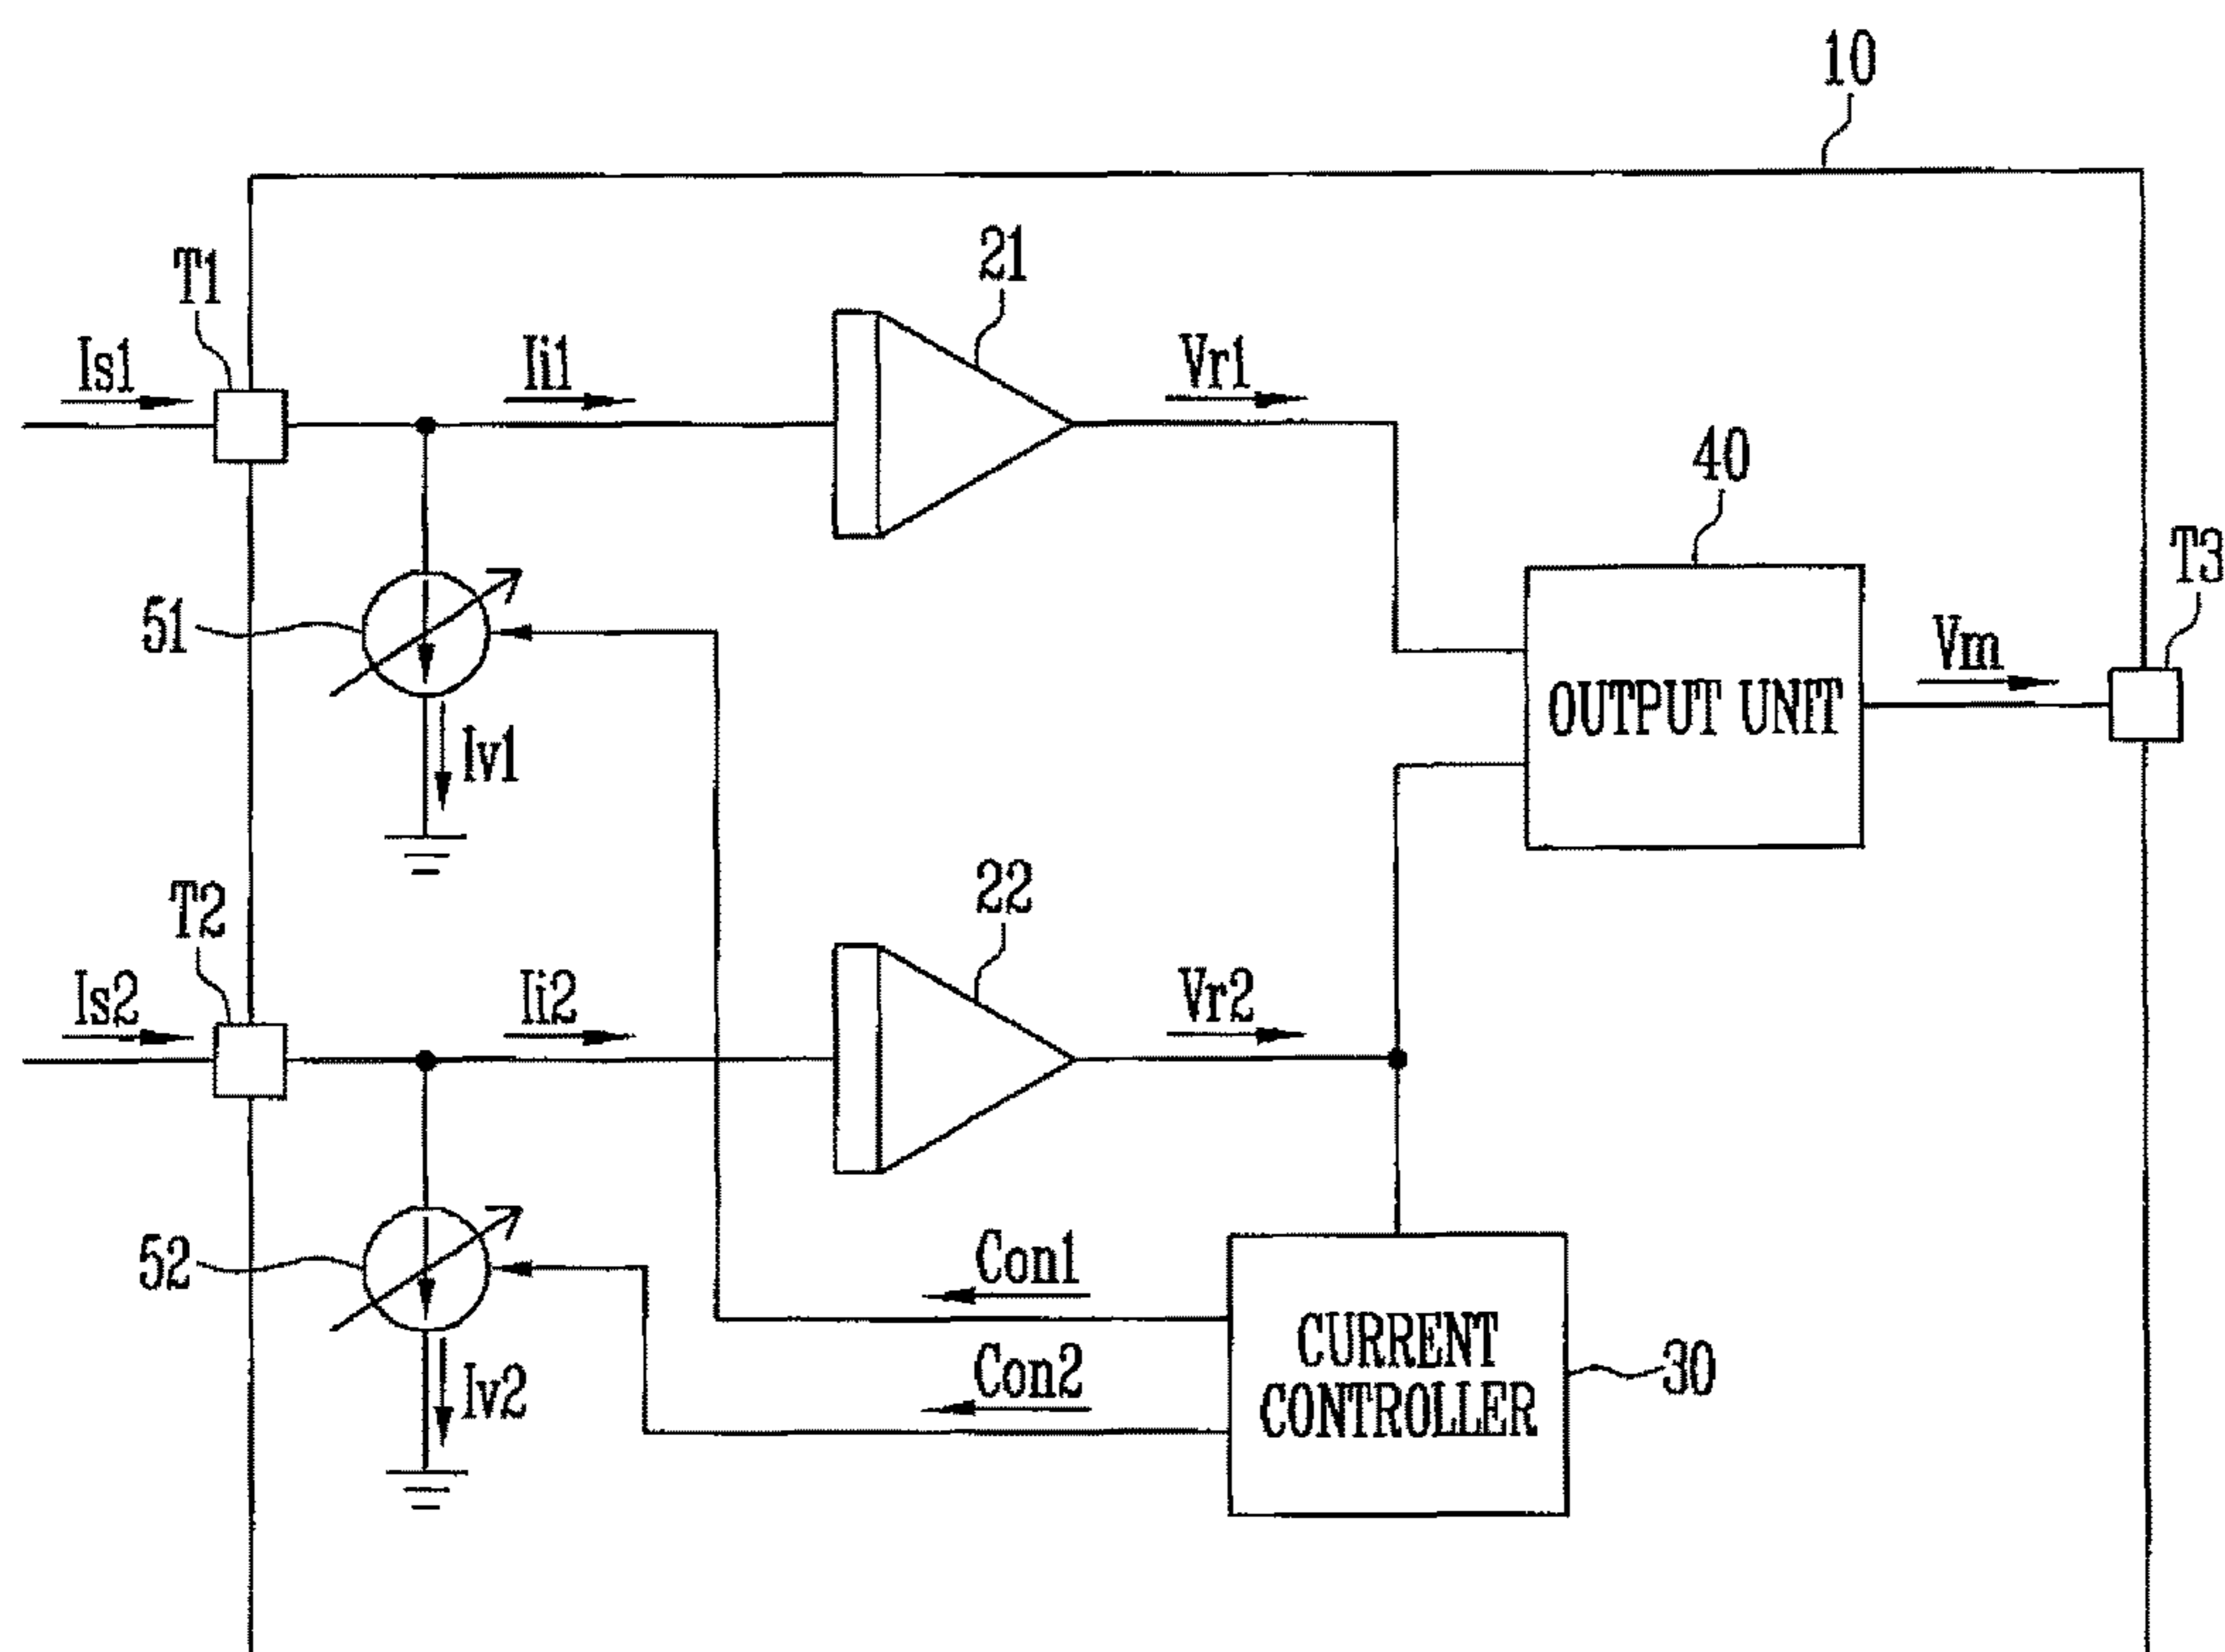 10
T1
21
Is1
Ii1
Vr1
40
T3
51
Vm
OUTPUT UNIT
Iv1
T2
22
Is2
Ii2
Vr2
52
Con1
CURRENT
CONTROLLER
30
Con2
Iv2